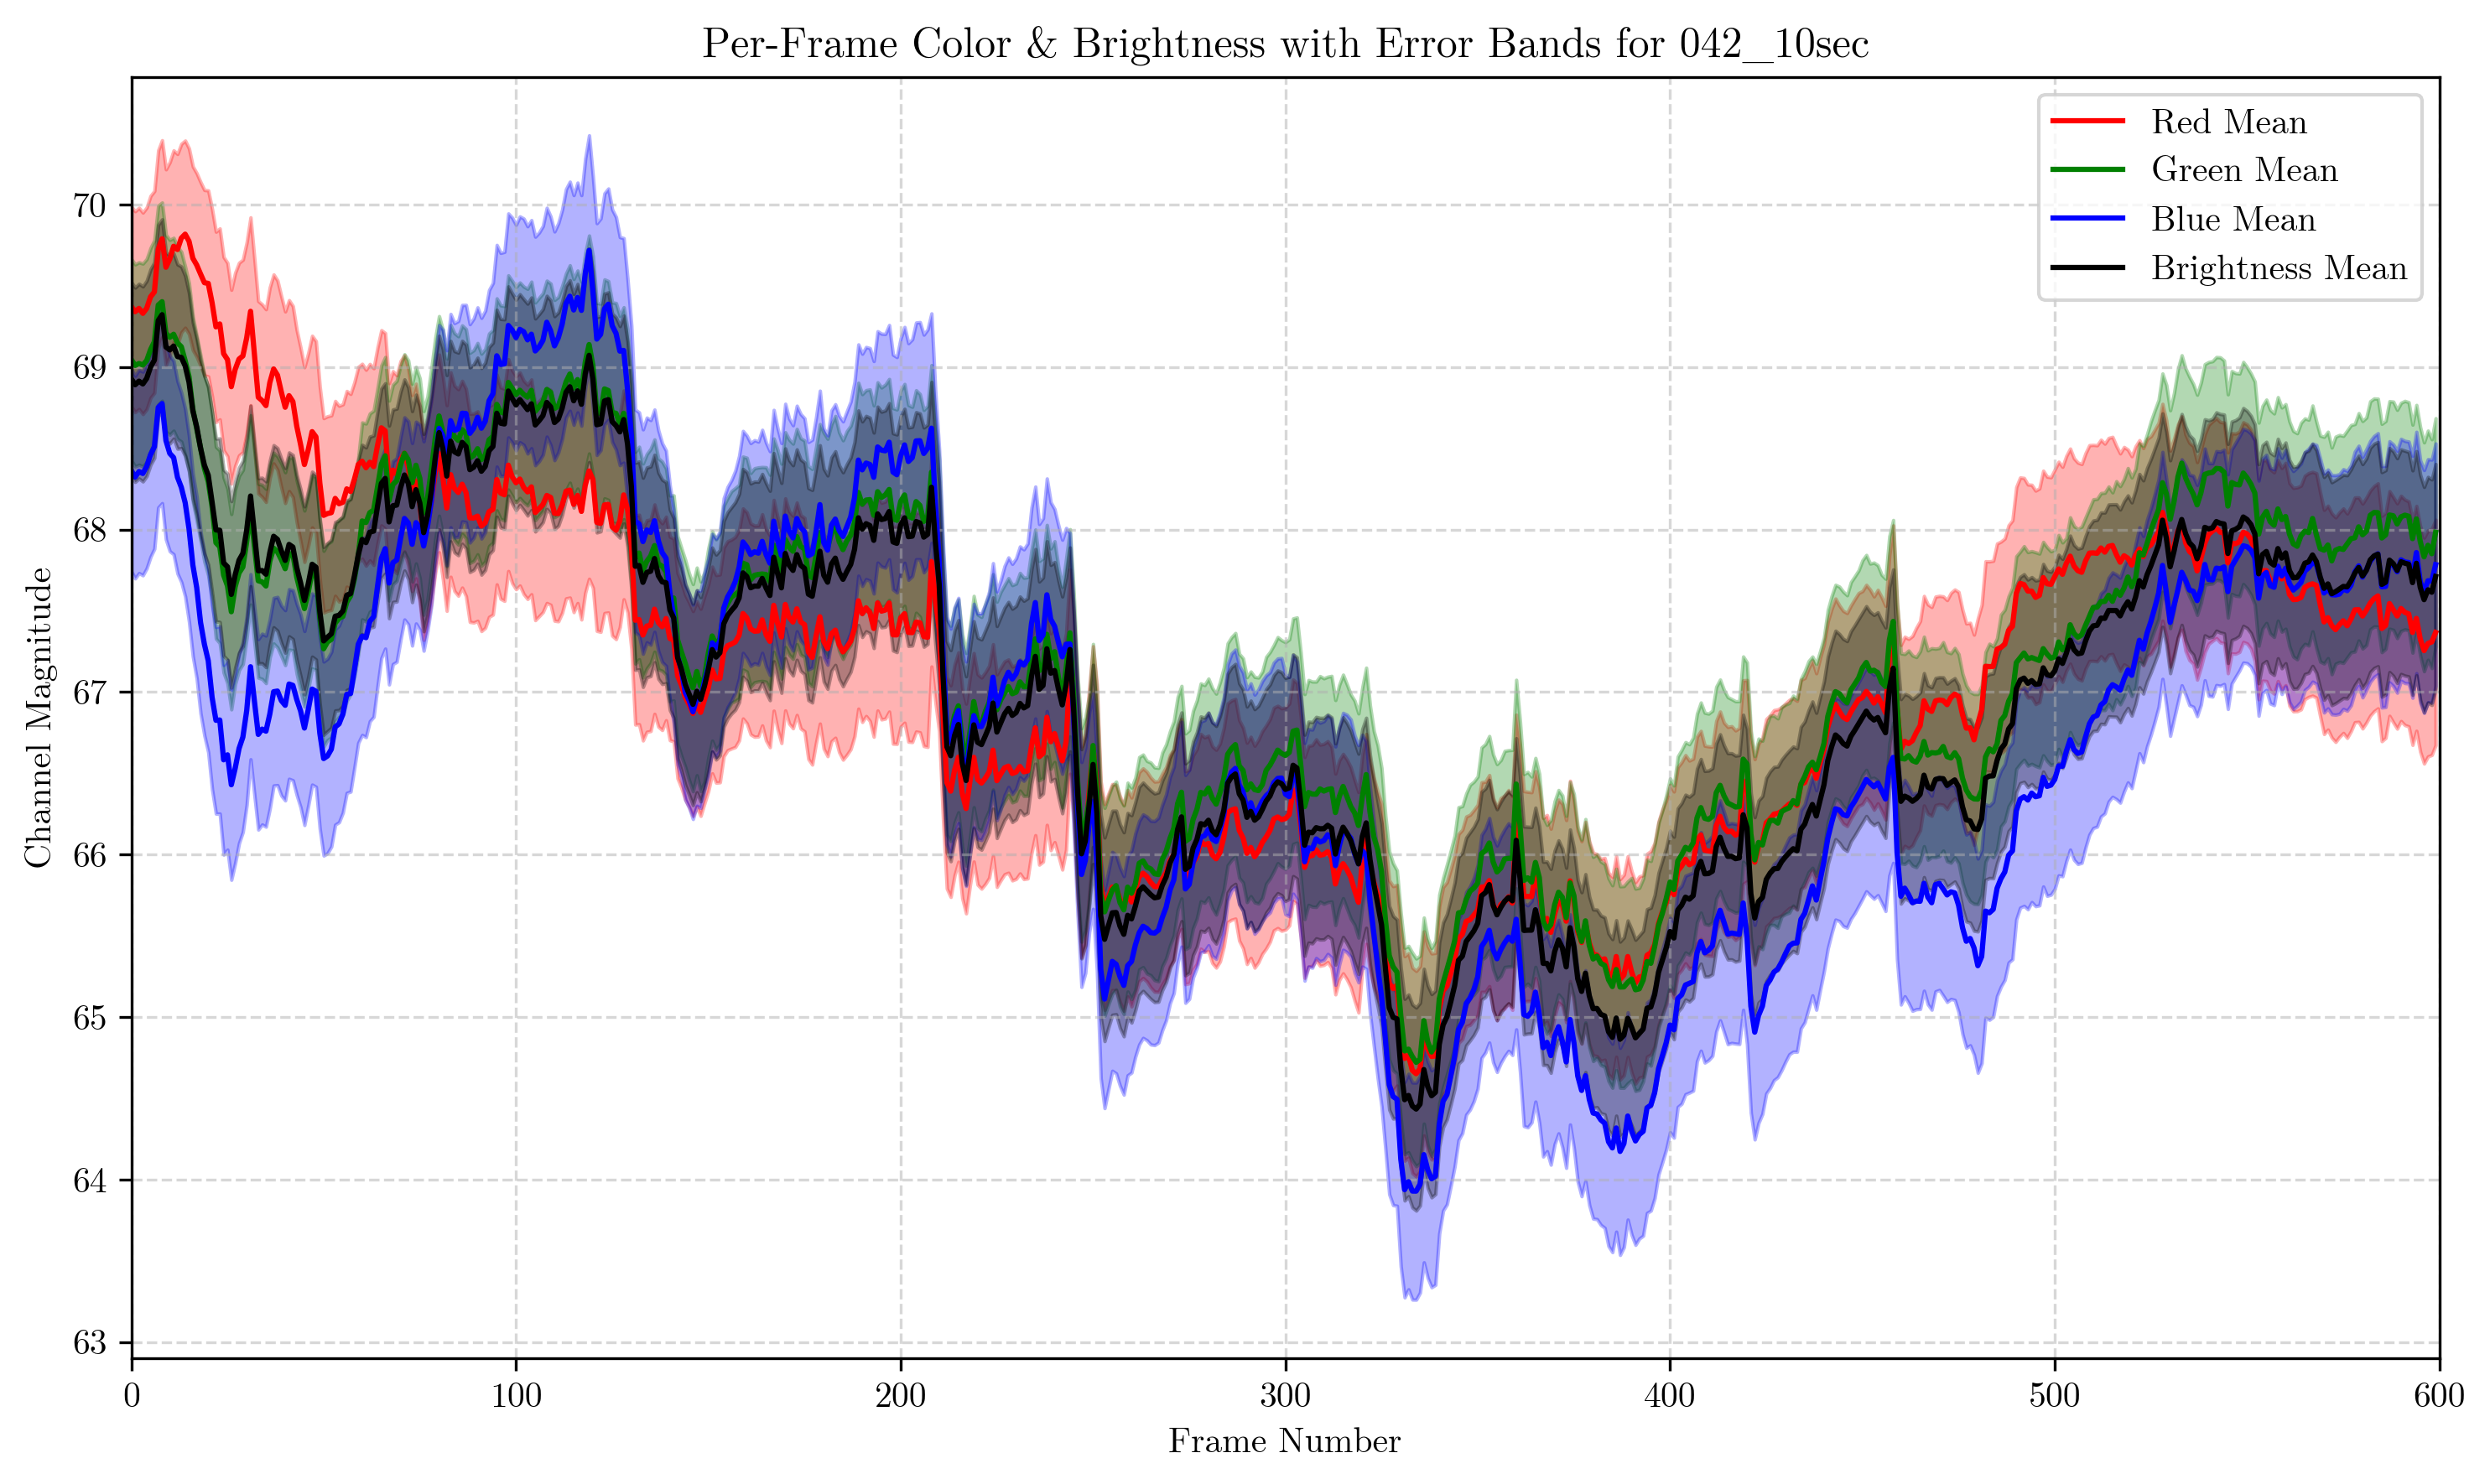 Per-Frame Color & Brightness with Error Bands for 042_10sec
Red Mean
Green Mean
Blue Mean
Brightness Mean
Channel Magnitude
70
69
68
67
66
65
64
63
0 100 200 300 400 500 600
Frame Number